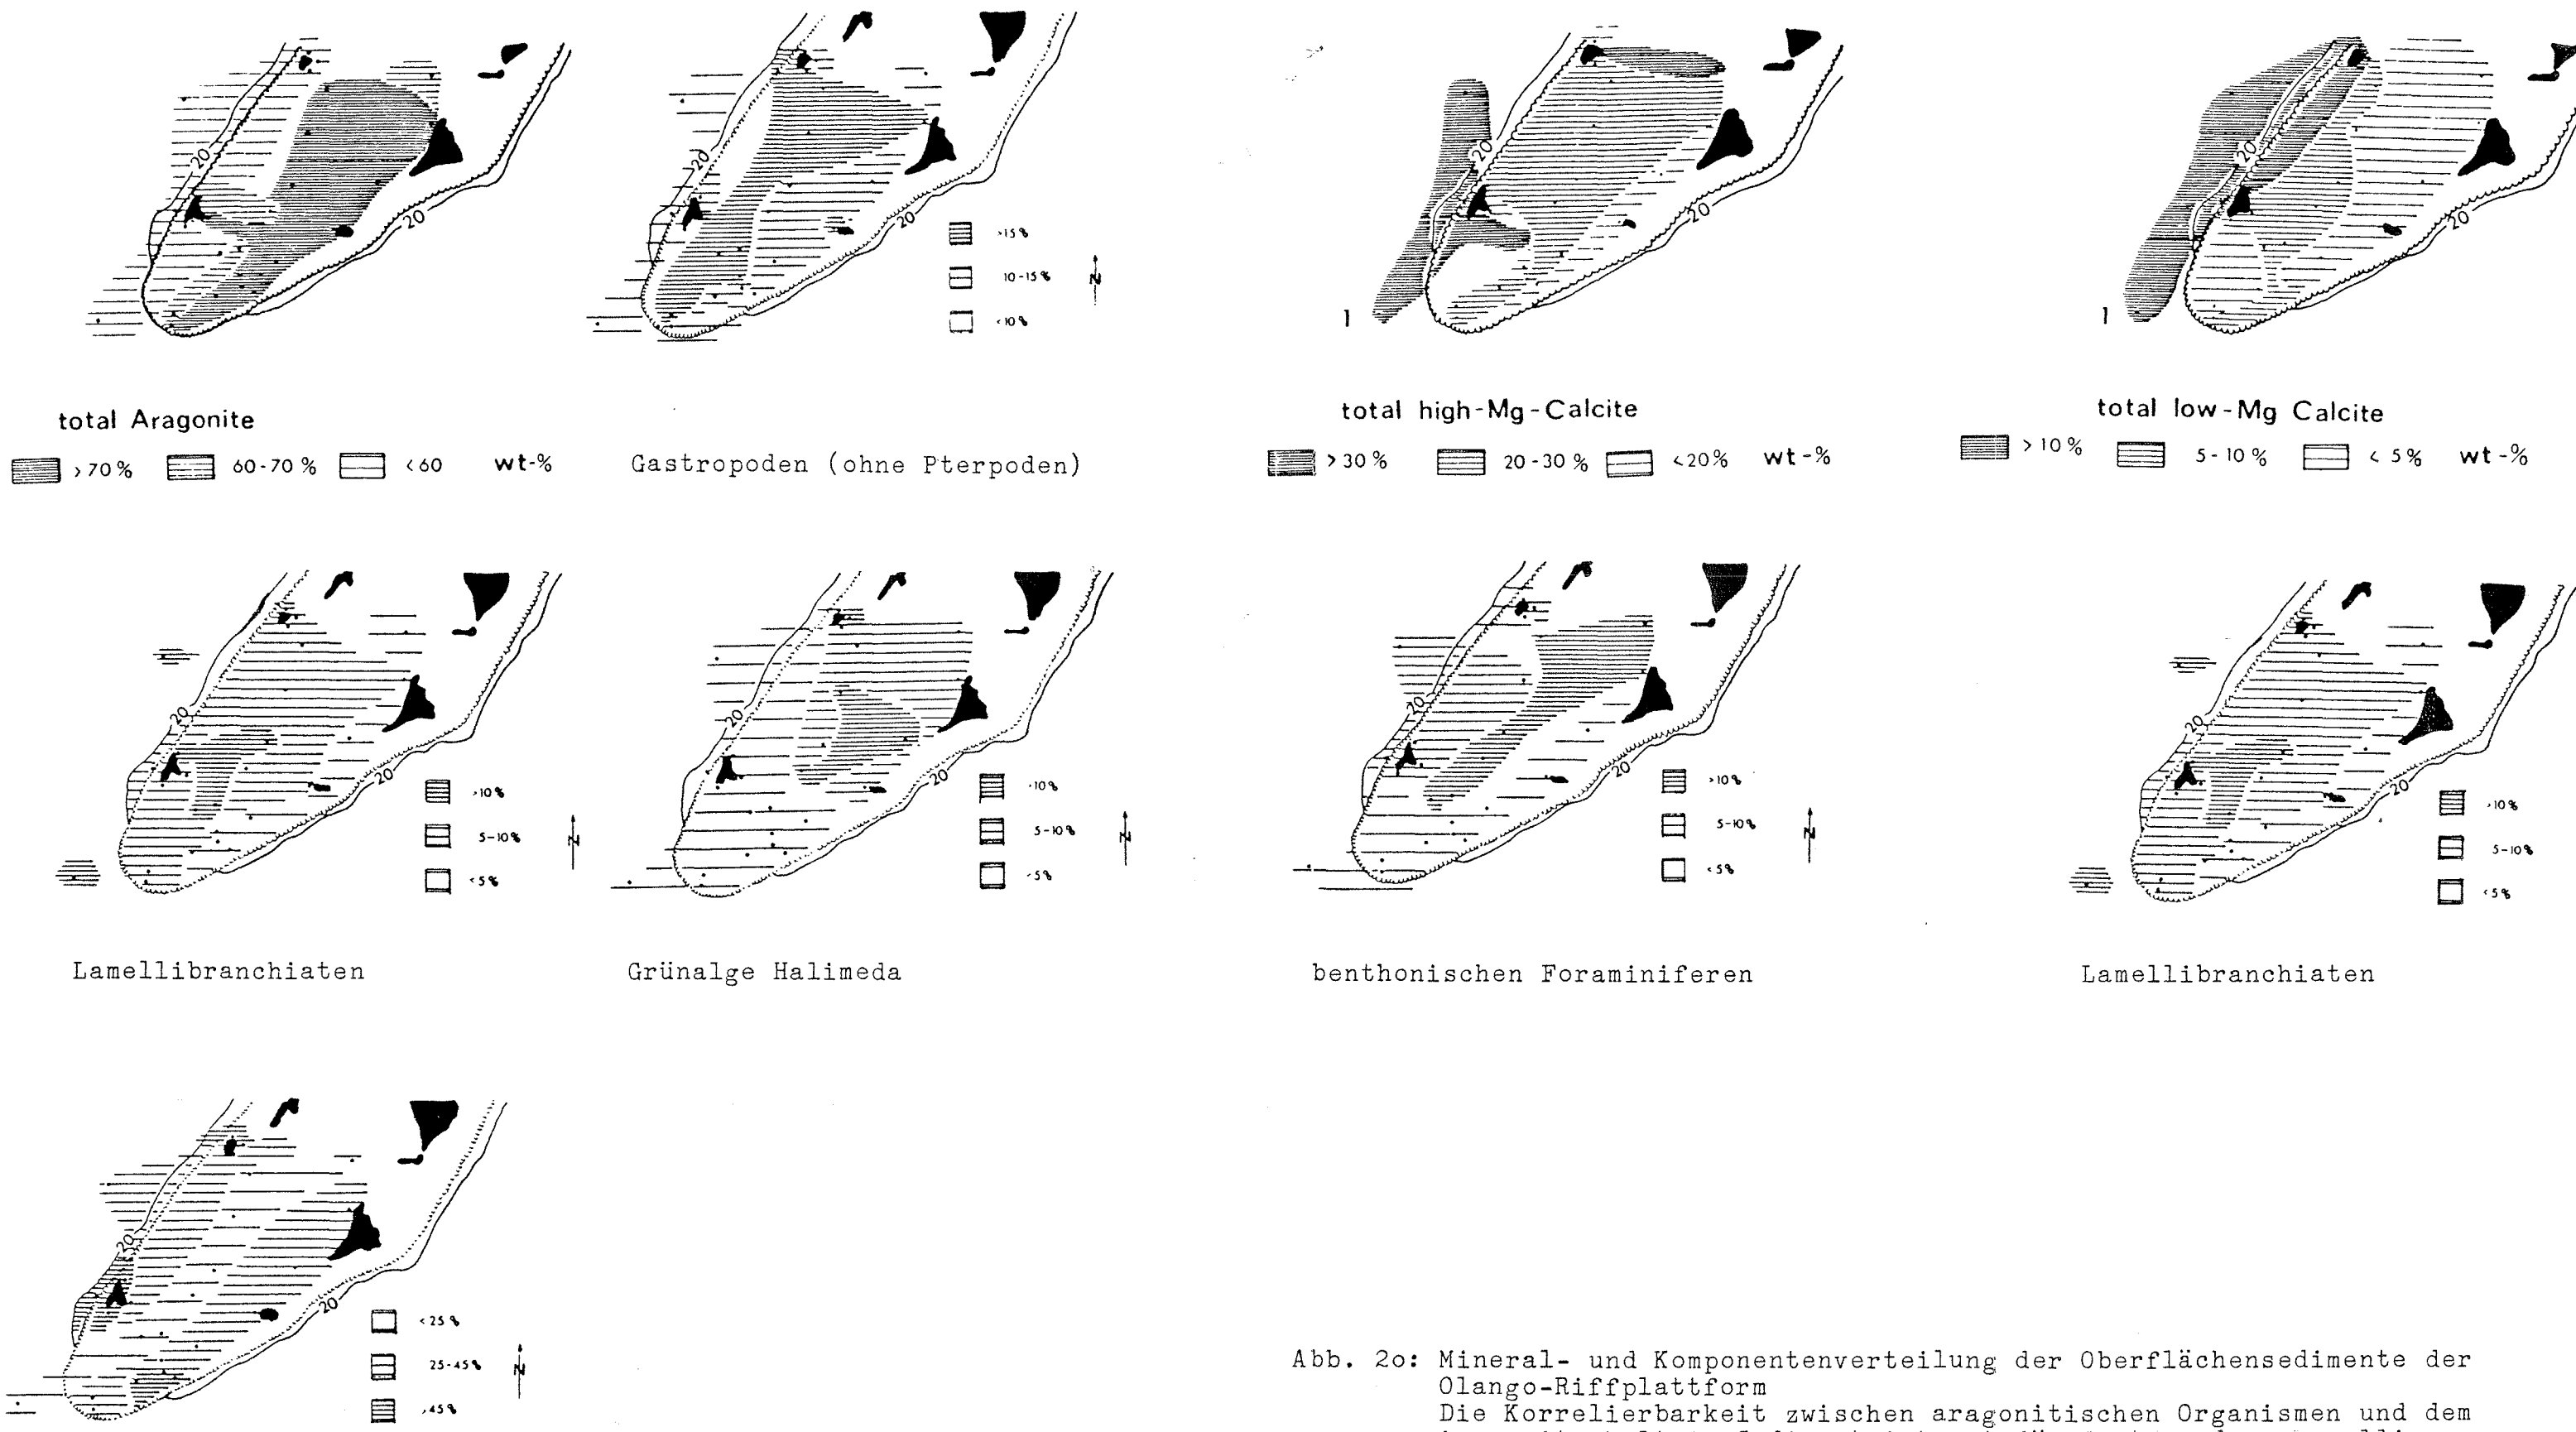 20
20
20
20
>15%
10-15%
<10%
N
20
20
1
20
20
1
total Aragonite
>70% 60-70% <60 wt-%
Gastropoden (ohne Pterpoden)
total high-Mg-Calcite
>30% 20-30% <20% wt-%
total low-Mg Calcite
>10% 5-10% <5% wt-%
20
20
>10%
5-10%
<5%
N
20
20
5-10%
N
20
20
>10%
5-10%
<5%
N
20
20
>10%
5-10%
<5%
Lamellibranchiaten
Grünalge Halimeda
benthonischen Foraminiferen
Lamellibranchiaten
20
20
<25%
25-45%
>45%
N
Abb. 2o: Mineral- und Komponentenverteilung der Oberflächensedimente der
Olango-Riffplattform
Die Korrelierbarkeit zwischen aragonitischen Organismen und dem